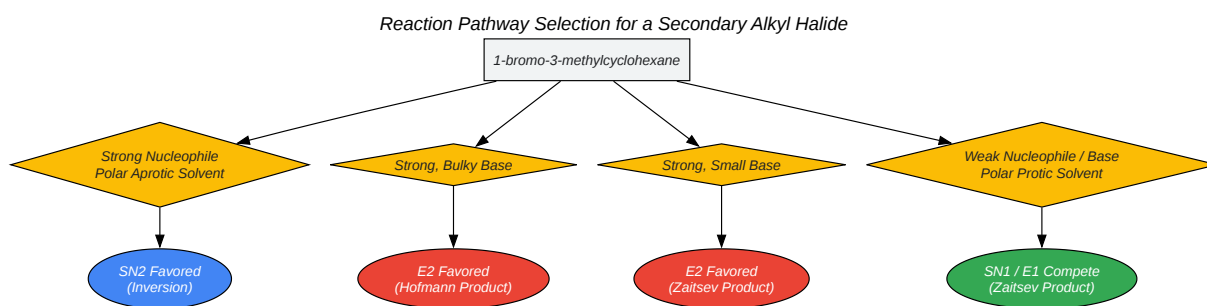 Reaction Pathway Selection for a Secondary Alkyl Halide
1-bromo-3-methylcyclohexane
Strong Nucleophile
Polar Aprotic Solvent
Strong, Bulky Base
Strong, Small Base
Weak Nucleophile / Base
Polar Protic Solvent
SN2 Favored
(Inversion)
E2 Favored
(Hofmann Product)
E2 Favored
(Zaitsev Product)
SN1 / E1 Compete
(Zaitsev Product)